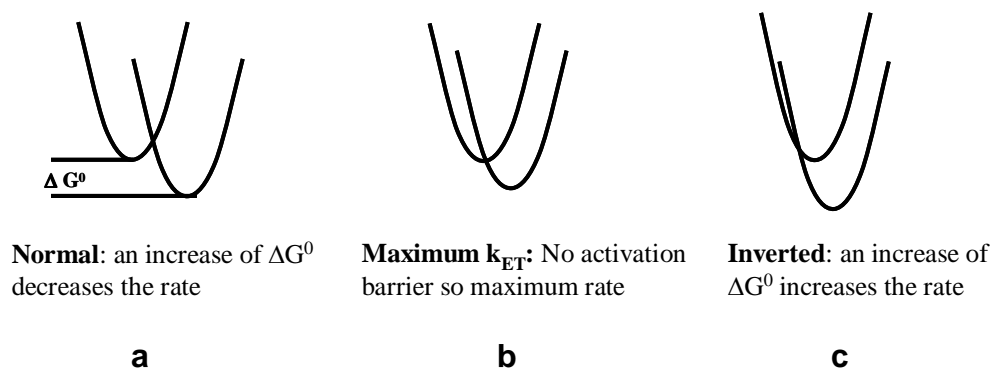 Δ G⁰
Normal: an increase of ΔG⁰
decreases the rate
Maximum k_ET: No activation
barrier so maximum rate
Inverted: an increase of
ΔG⁰ increases the rate
a
b
c